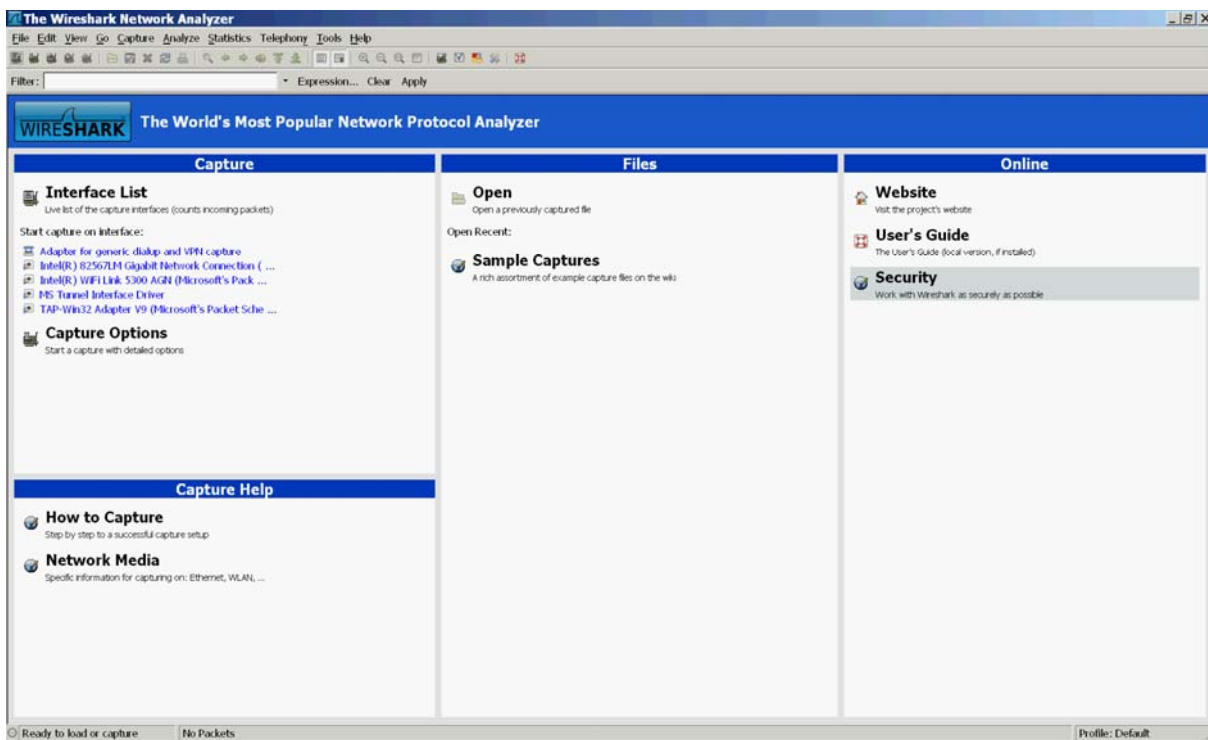 The Wireshark Network Analyzer
File Edit View Go Capture Analyze Statistics Telephony Tools Help
Filter: Expression... Clear Apply
WIRESHARK The World's Most Popular Network Protocol Analyzer
Capture
Interface List
Live list of the capture interfaces (counts incoming packets)
Start capture on interface:
Adapter for generic dialup and VPN capture
Intel(R) 82567LM Gigabit Network Connection ( ...
Intel(R) WiFi Link 5300 AGN (Microsoft's Pack ...
MS Tunnel Interface Driver
TAP-Win32 Adapter V9 (Microsoft's Packet Sche ...
Capture Options
Start a capture with detailed options
Capture Help
How to Capture
Step by step to a successful capture setup
Network Media
Specific information for capturing on: Ethernet, WLAN, ...
Files
Open
Open a previously captured file
Open Recent:
Sample Captures
A rich assortment of example capture files on the wiki
Online
Website
Visit the project's website
User's Guide
The User's Guide (local version, if installed)
Security
Work with Wireshark as securely as possible
Ready to load or capture No Packets Profile: Default